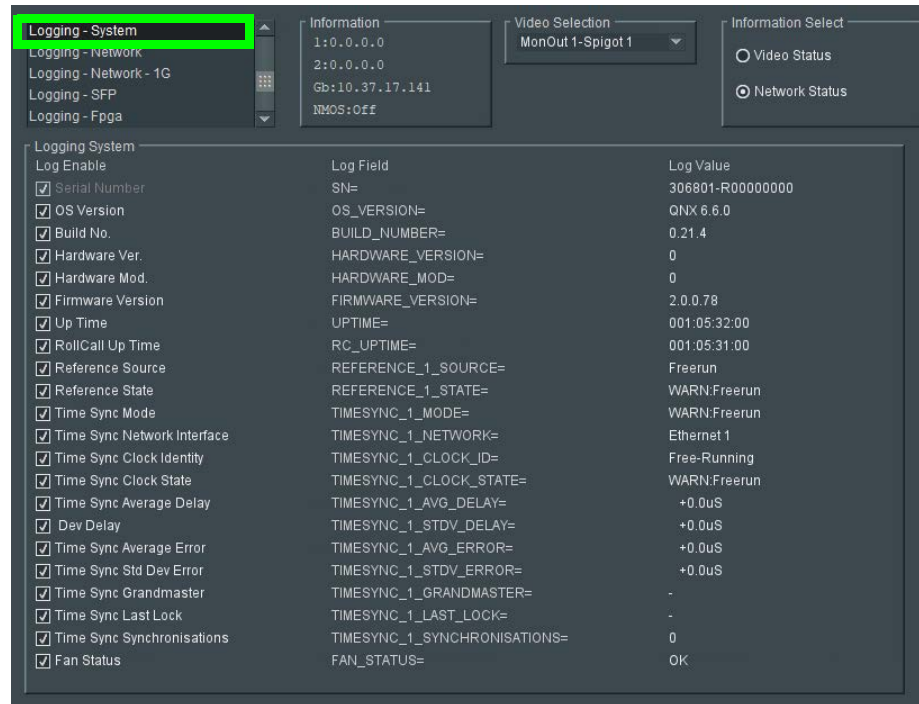 Logging - System
Logging - Network
Logging - Network - 1G
Logging - SFP
Logging - Fpga
Information
1:0.0.0.0
2:0.0.0.0
Gb:10.37.17.141
NMOS:Off
Video Selection
MonOut 1-Spigot 1
Information Select
Video Status
Network Status
Logging System
Log Enable Log Field Log Value
Serial Number SN= 306801-R00000000
OS Version OS_VERSION= QNX 6.6.0
Build No. BUILD_NUMBER= 0.21.4
Hardware Ver. HARDWARE_VERSION= 0
Hardware Mod. HARDWARE_MOD= 0
Firmware Version FIRMWARE_VERSION= 2.0.0.78
Up Time UPTIME= 001:05:32:00
RollCall Up Time RC_UPTIME= 001:05:31:00
Reference Source REFERENCE_1_SOURCE= Freerun
Reference State REFERENCE_1_STATE= WARN:Freerun
Time Sync Mode TIMESYNC_1_MODE= WARN:Freerun
Time Sync Network Interface TIMESYNC_1_NETWORK= Ethernet 1
Time Sync Clock Identity TIMESYNC_1_CLOCK_ID= Free-Running
Time Sync Clock State TIMESYNC_1_CLOCK_STATE= WARN:Freerun
Time Sync Average Delay TIMESYNC_1_AVG_DELAY= +0.0uS
Dev Delay TIMESYNC_1_STDV_DELAY= +0.0uS
Time Sync Average Error TIMESYNC_1_AVG_ERROR= +0.0uS
Time Sync Std Dev Error TIMESYNC_1_STDV_ERROR= +0.0uS
Time Sync Grandmaster TIMESYNC_1_GRANDMASTER= -
Time Sync Last Lock TIMESYNC_1_LAST_LOCK= -
Time Sync Synchronisations TIMESYNC_1_SYNCHRONISATIONS= 0
Fan Status FAN_STATUS= OK